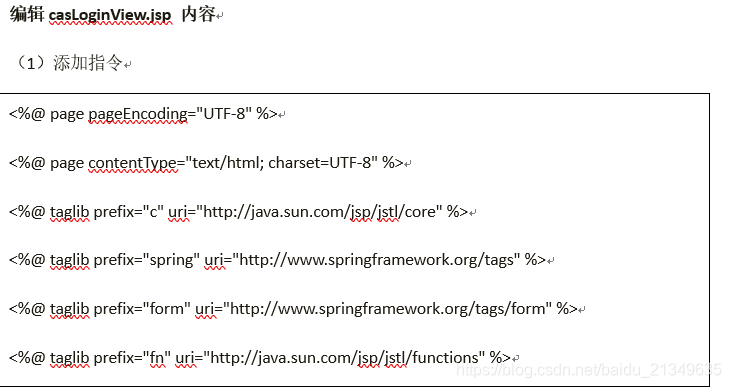 编辑 casLoginView.jsp 内容
（1）添加指令
<%@ page pageEncoding="UTF-8" %>
<%@ page contentType="text/html; charset=UTF-8" %>
<%@ taglib prefix="c" uri="http://java.sun.com/jsp/jstl/core" %>
<%@ taglib prefix="spring" uri="http://www.springframework.org/tags" %>
<%@ taglib prefix="form" uri="http://www.springframework.org/tags/form" %>
<%@ taglib prefix="fn" uri="http://java.sun.com/jsp/jstl/functions" %>
https://blog.csdn.net/baidu_21349635